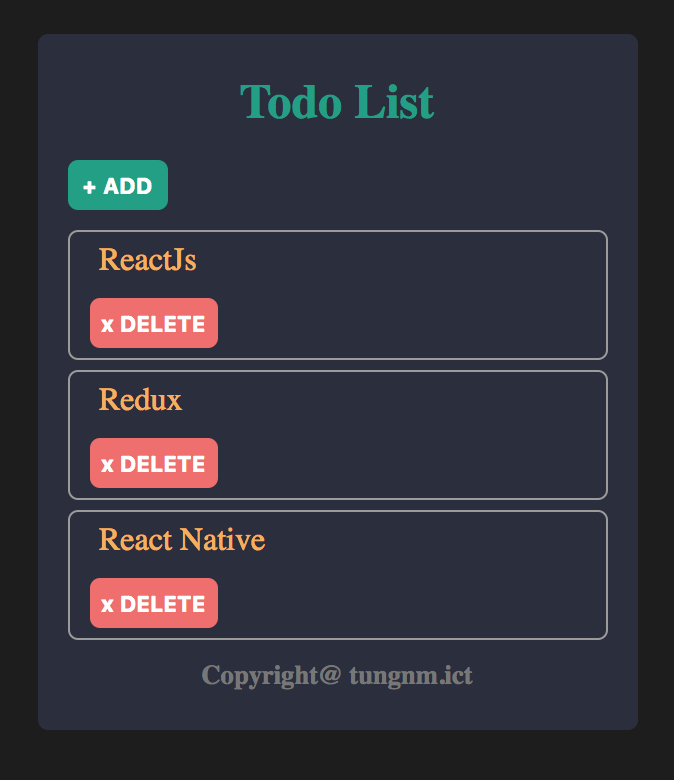 Todo List
+ ADD
ReactJs
x DELETE
Redux
x DELETE
React Native
x DELETE
Copyright@ tungnm.ict